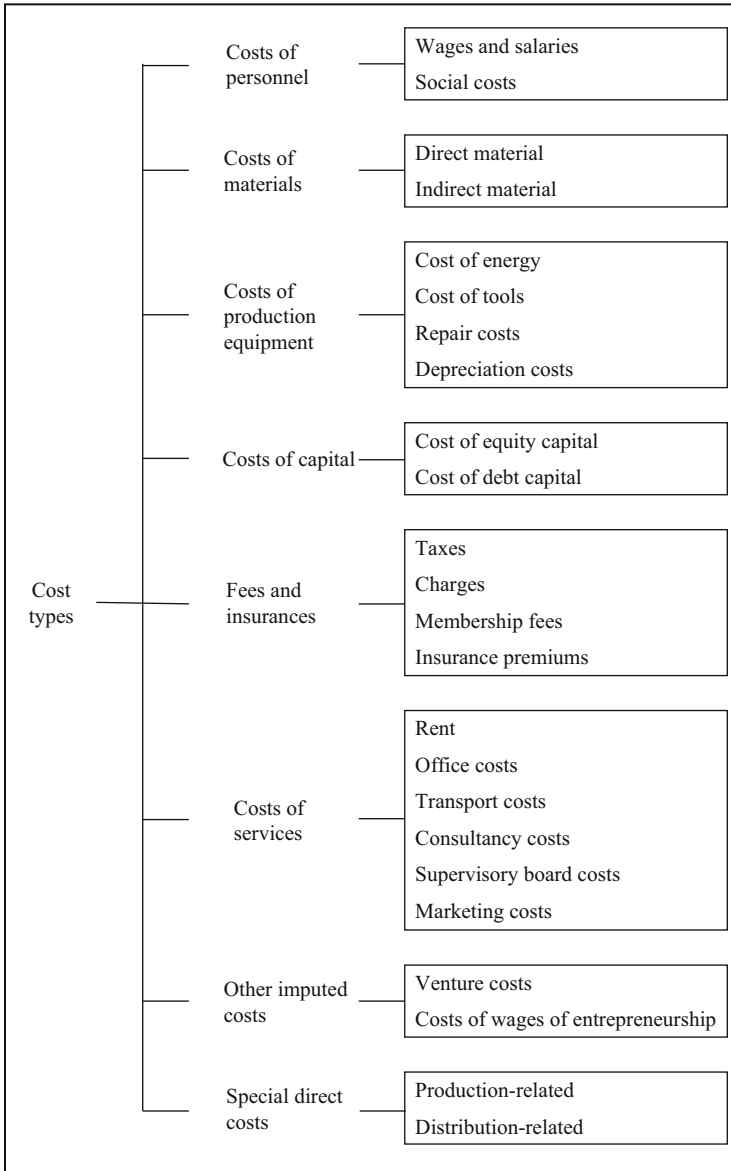 Costs of
personnel
Wages and salaries
Social costs
Costs of
materials
Direct material
Indirect material
Costs of
production
equipment
Cost of energy
Cost of tools
Repair costs
Depreciation costs
Costs of capital
Cost of equity capital
Cost of debt capital
Cost
types
Fees and
insurances
Taxes
Charges
Membership fees
Insurance premiums
Costs of
services
Rent
Office costs
Transport costs
Consultancy costs
Supervisory board costs
Marketing costs
Other imputed
costs
Venture costs
Costs of wages of entrepreneurship
Special direct
costs
Production-related
Distribution-related